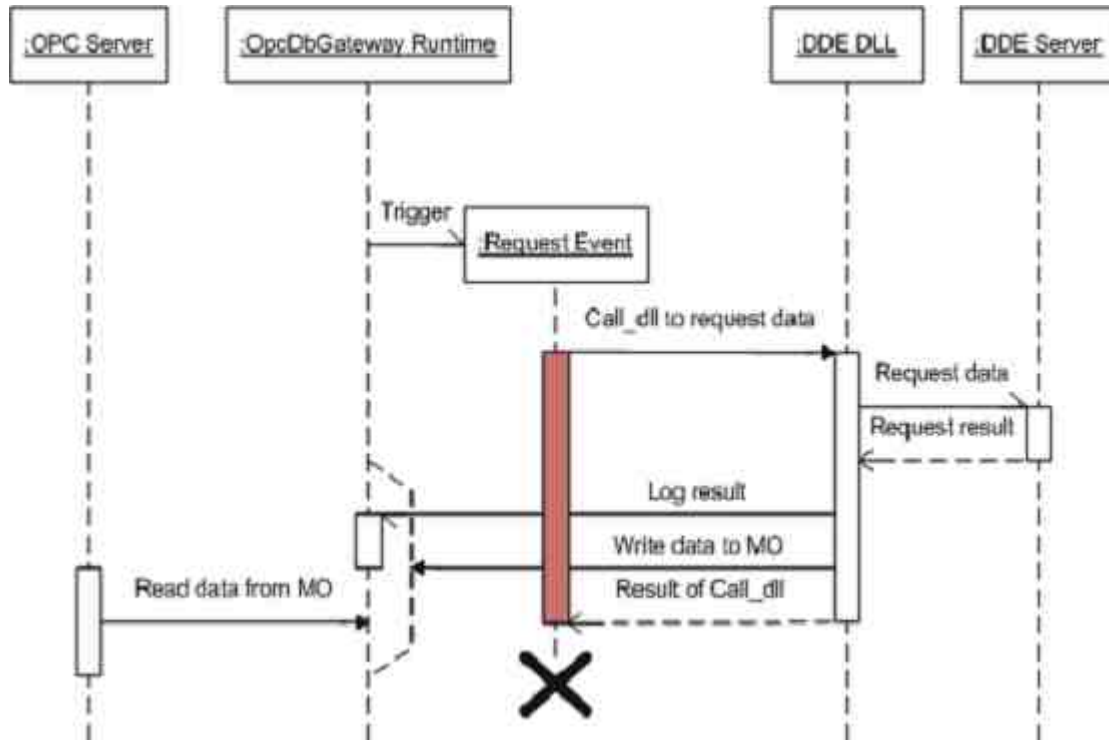 :OPC Server
:OpcDbGateway Runtime
:DDE DLL
:DDE Server
Trigger
:Request Event
Call_dll to request data
Request data
Request result
Log result
Write data to MO
Read data from MO
Result of Call_dll